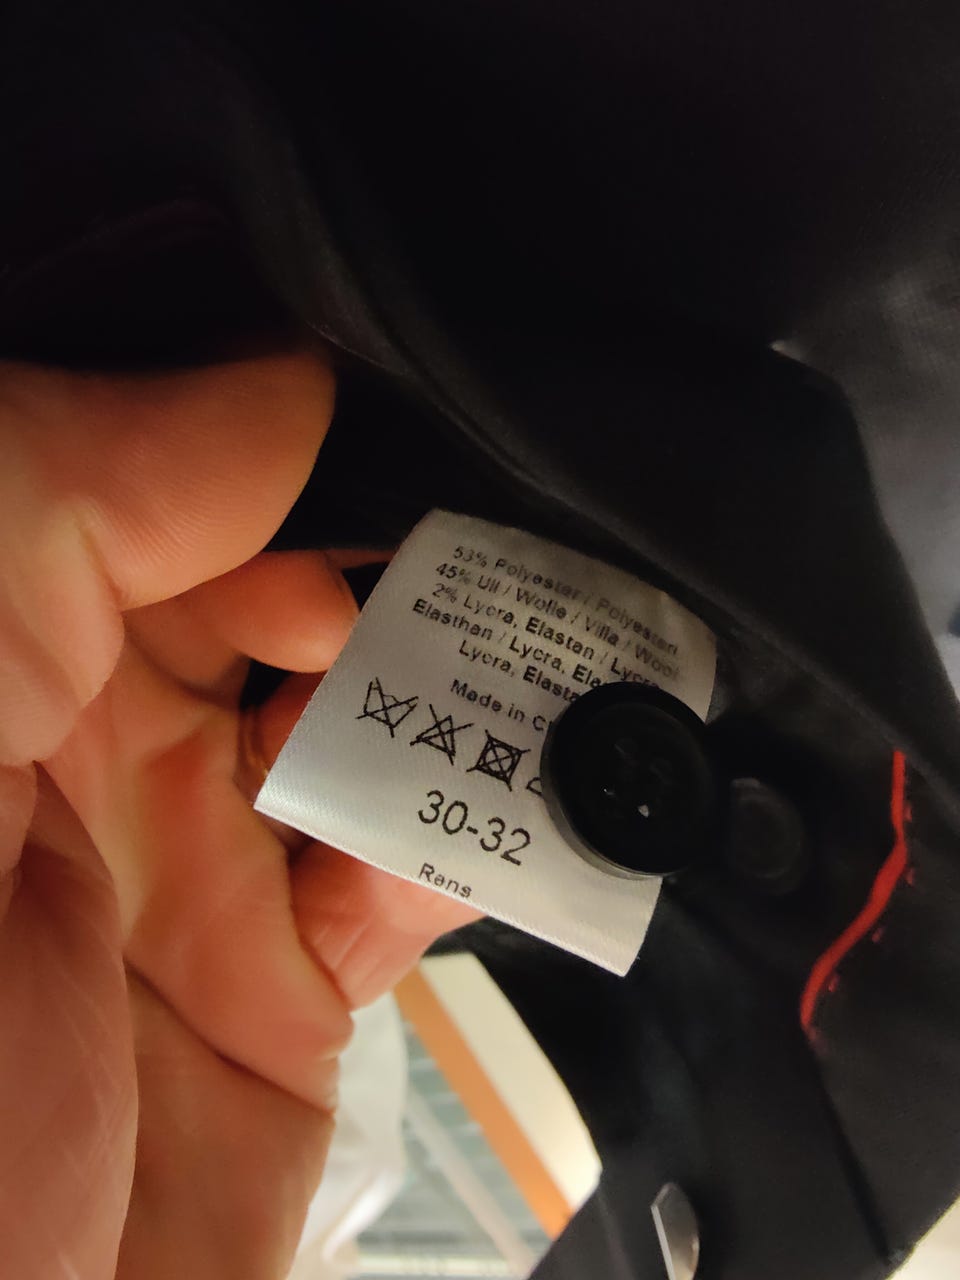 53% Polyester / Polyesteri
45% Ull / Wolle / Villa / Wool
2% Lycra, Elastan / Lycra
Elasthan / Lycra,
Lycra,
Made in
30-32
Rens